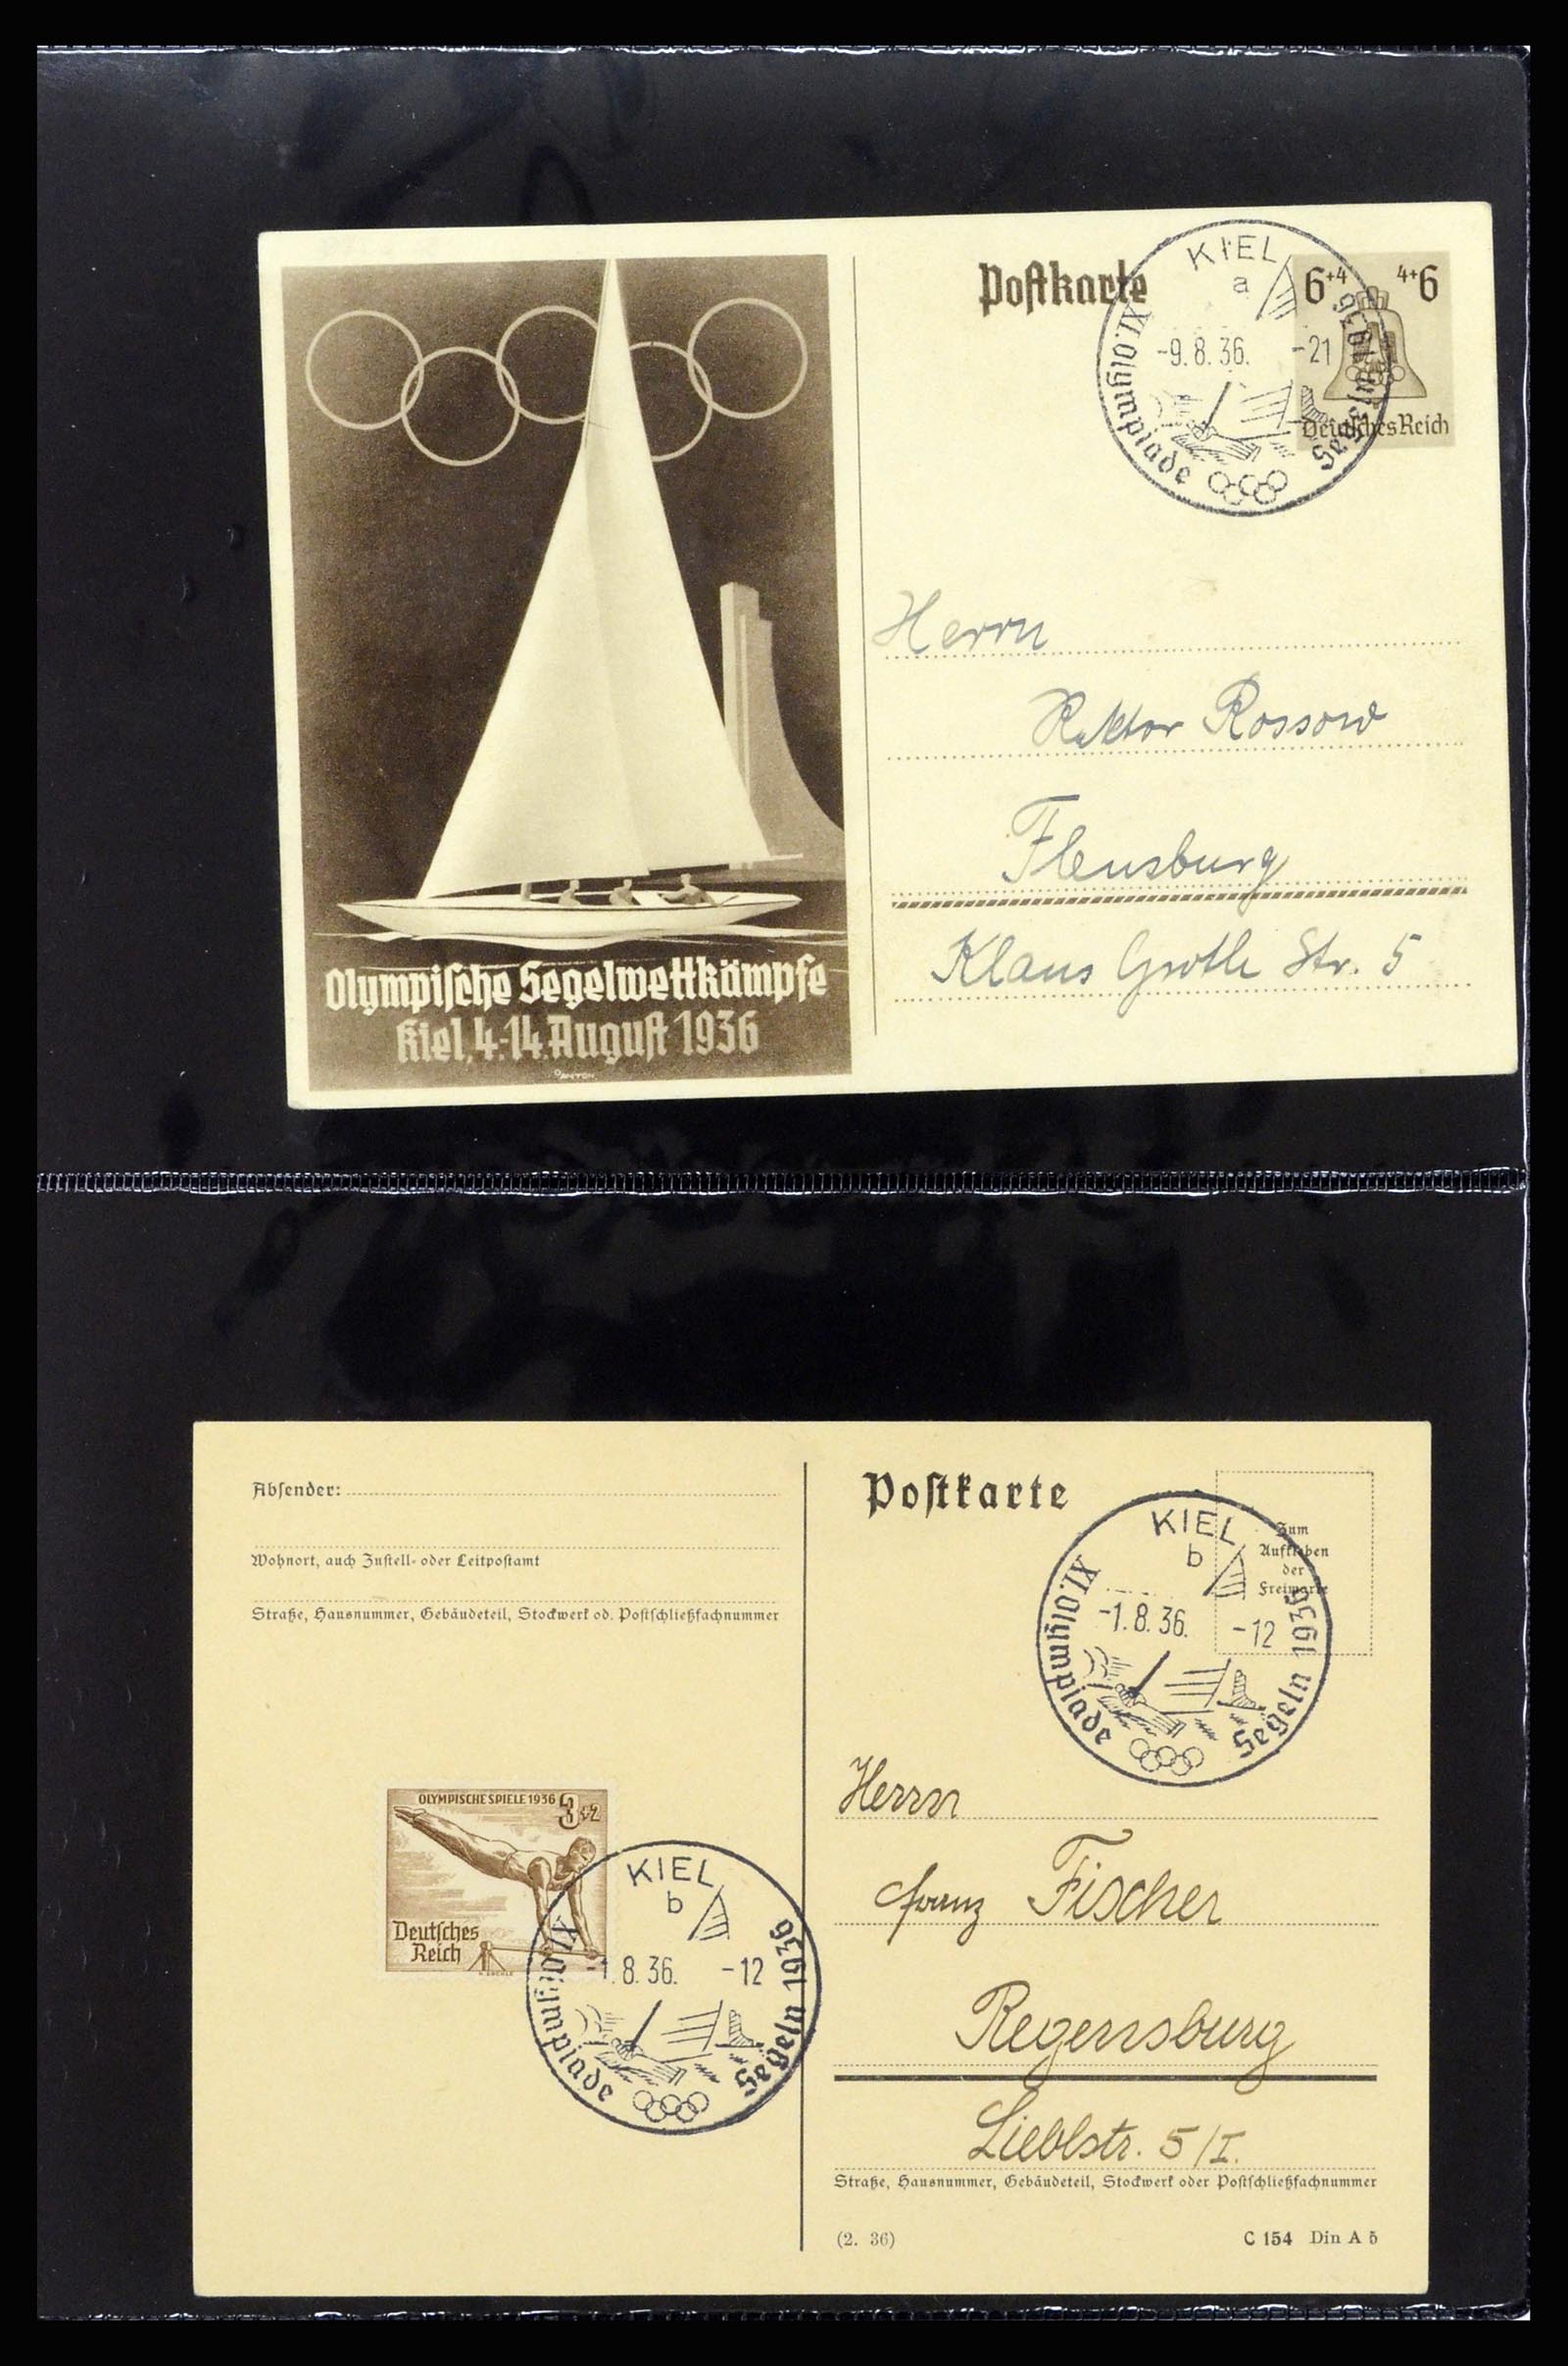 Postkarte
6+4 4+6
Deutsches Reich
KIEL
a
-9.8.36. -21
XI. Olympiade Segeln 1936
Olympische Segelwettkämpfe
Kiel, 4.-14. August 1936
ANTON
Herrn
Rektor Rossow
Flensburg
Klaus Groth Str. 5
Absender:
Wohnort, auch Zustell- oder Leitpostamt
Straße, Hausnummer, Gebäudeteil, Stockwerk od. Postschließfachnummer
OLYMPISCHE SPIELE 1936 3+2
Deutsches
Reich
KIEL
b
-1.8.36. -12
XI. Olympiade Segeln 1936
Postkarte
Zum
Aufkleben
der
Freimarke
KIEL
b
-1.8.36. -12
XI. Olympiade Segeln 1936
Herrn
Franz Fischer
Regensburg
Lieblstr. 5/I.
Straße, Hausnummer, Gebäudeteil, Stockwerk oder Postschließfachnummer
(2. 36) C 154 Din A 5